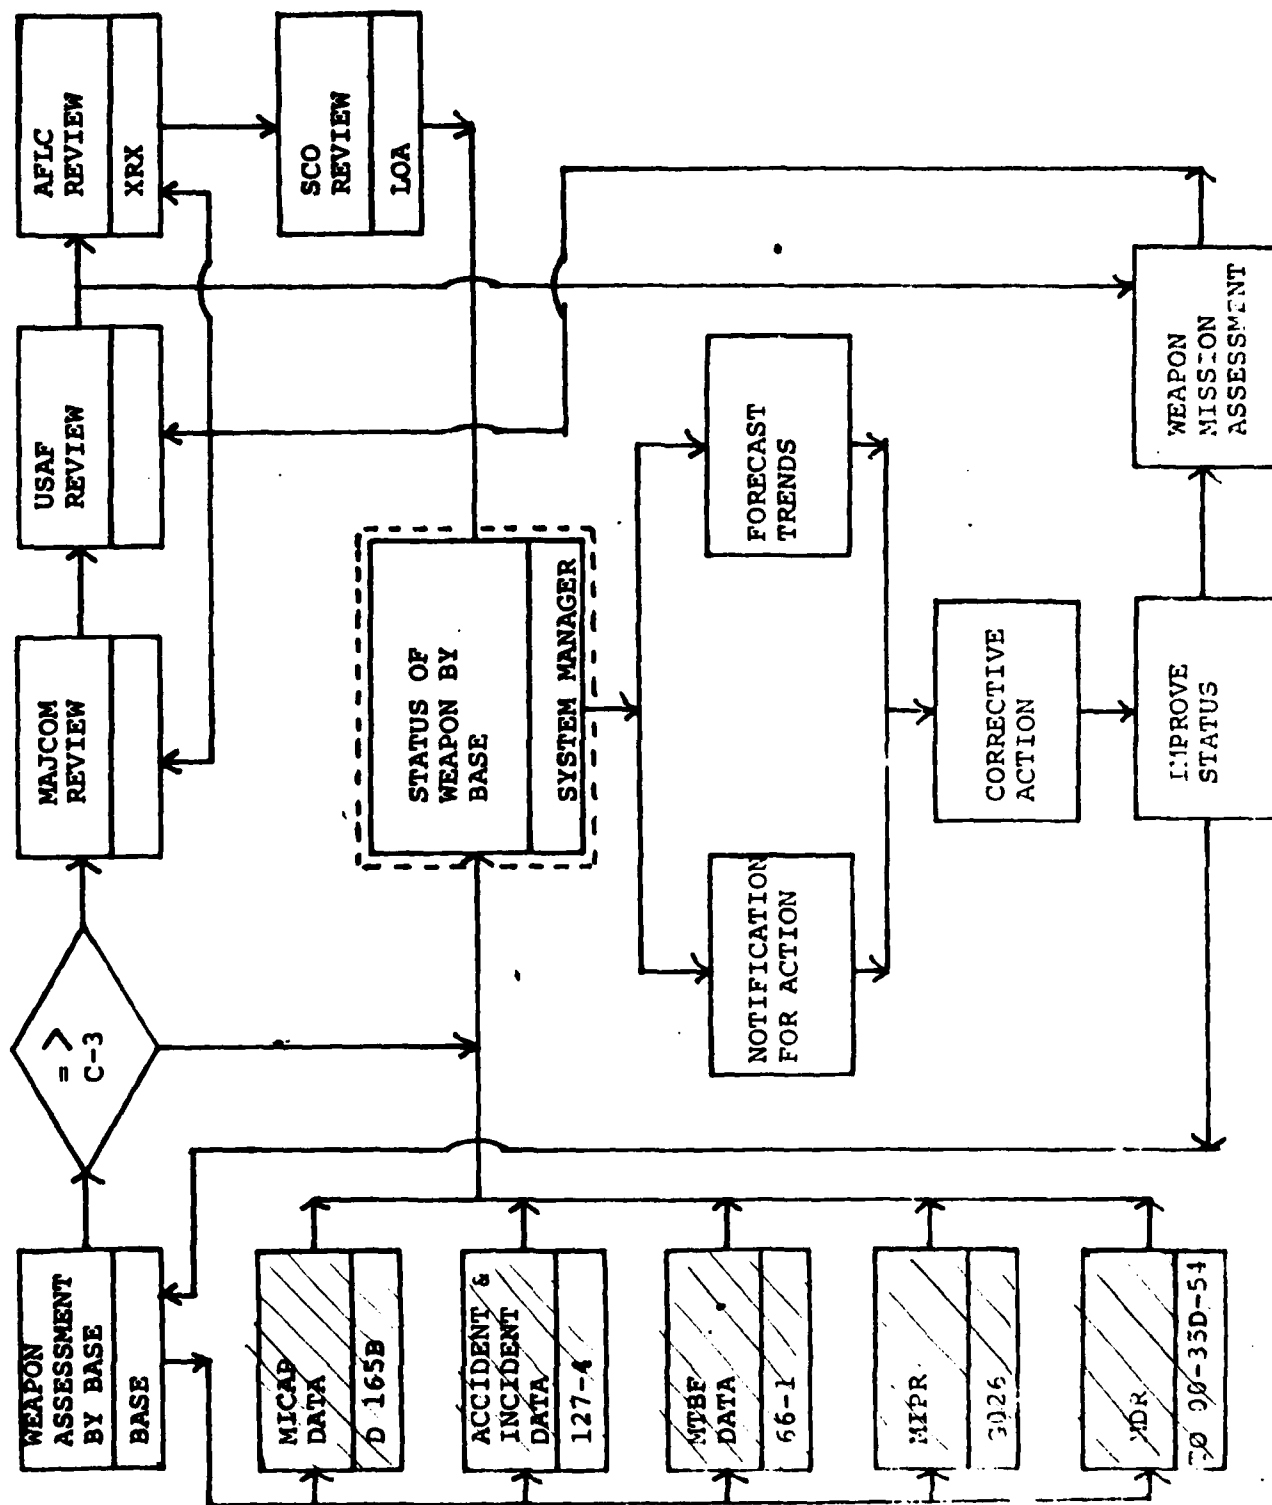 WEAPON
ASSESSMENT
BY BASE
BASE
= >
C-3
MAJCOM
REVIEW
USAF
REVIEW
AFLC
REVIEW
XRX
MICAP
DATA
D 165B
SCO
REVIEW
LOA
STATUS OF
WEAPON BY
BASE
SYSTEM MANAGER
ACCIDENT &
INCIDENT
DATA
127-4
MTBF
DATA
66-1
NOTIFICATION
FOR ACTION
FORECAST
TRENDS
MIPR
3026
CORRECTIVE
ACTION
MDR
IMPROVE
STATUS
WEAPON
MISSION
ASSESSMENT